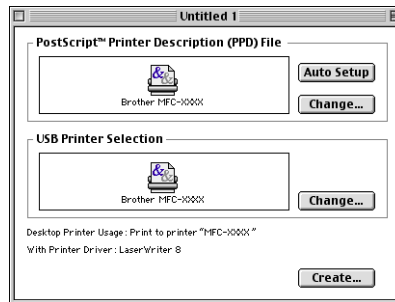 Untitled 1
PostScript™ Printer Description (PPD) File
Auto Setup
Brother MFC-XXXX
Change...
USB Printer Selection
Brother MFC-XXXX
Change...
Desktop Printer Usage : Print to printer "MFC-XXXX "
With Printer Driver : LaserWriter 8
Create...